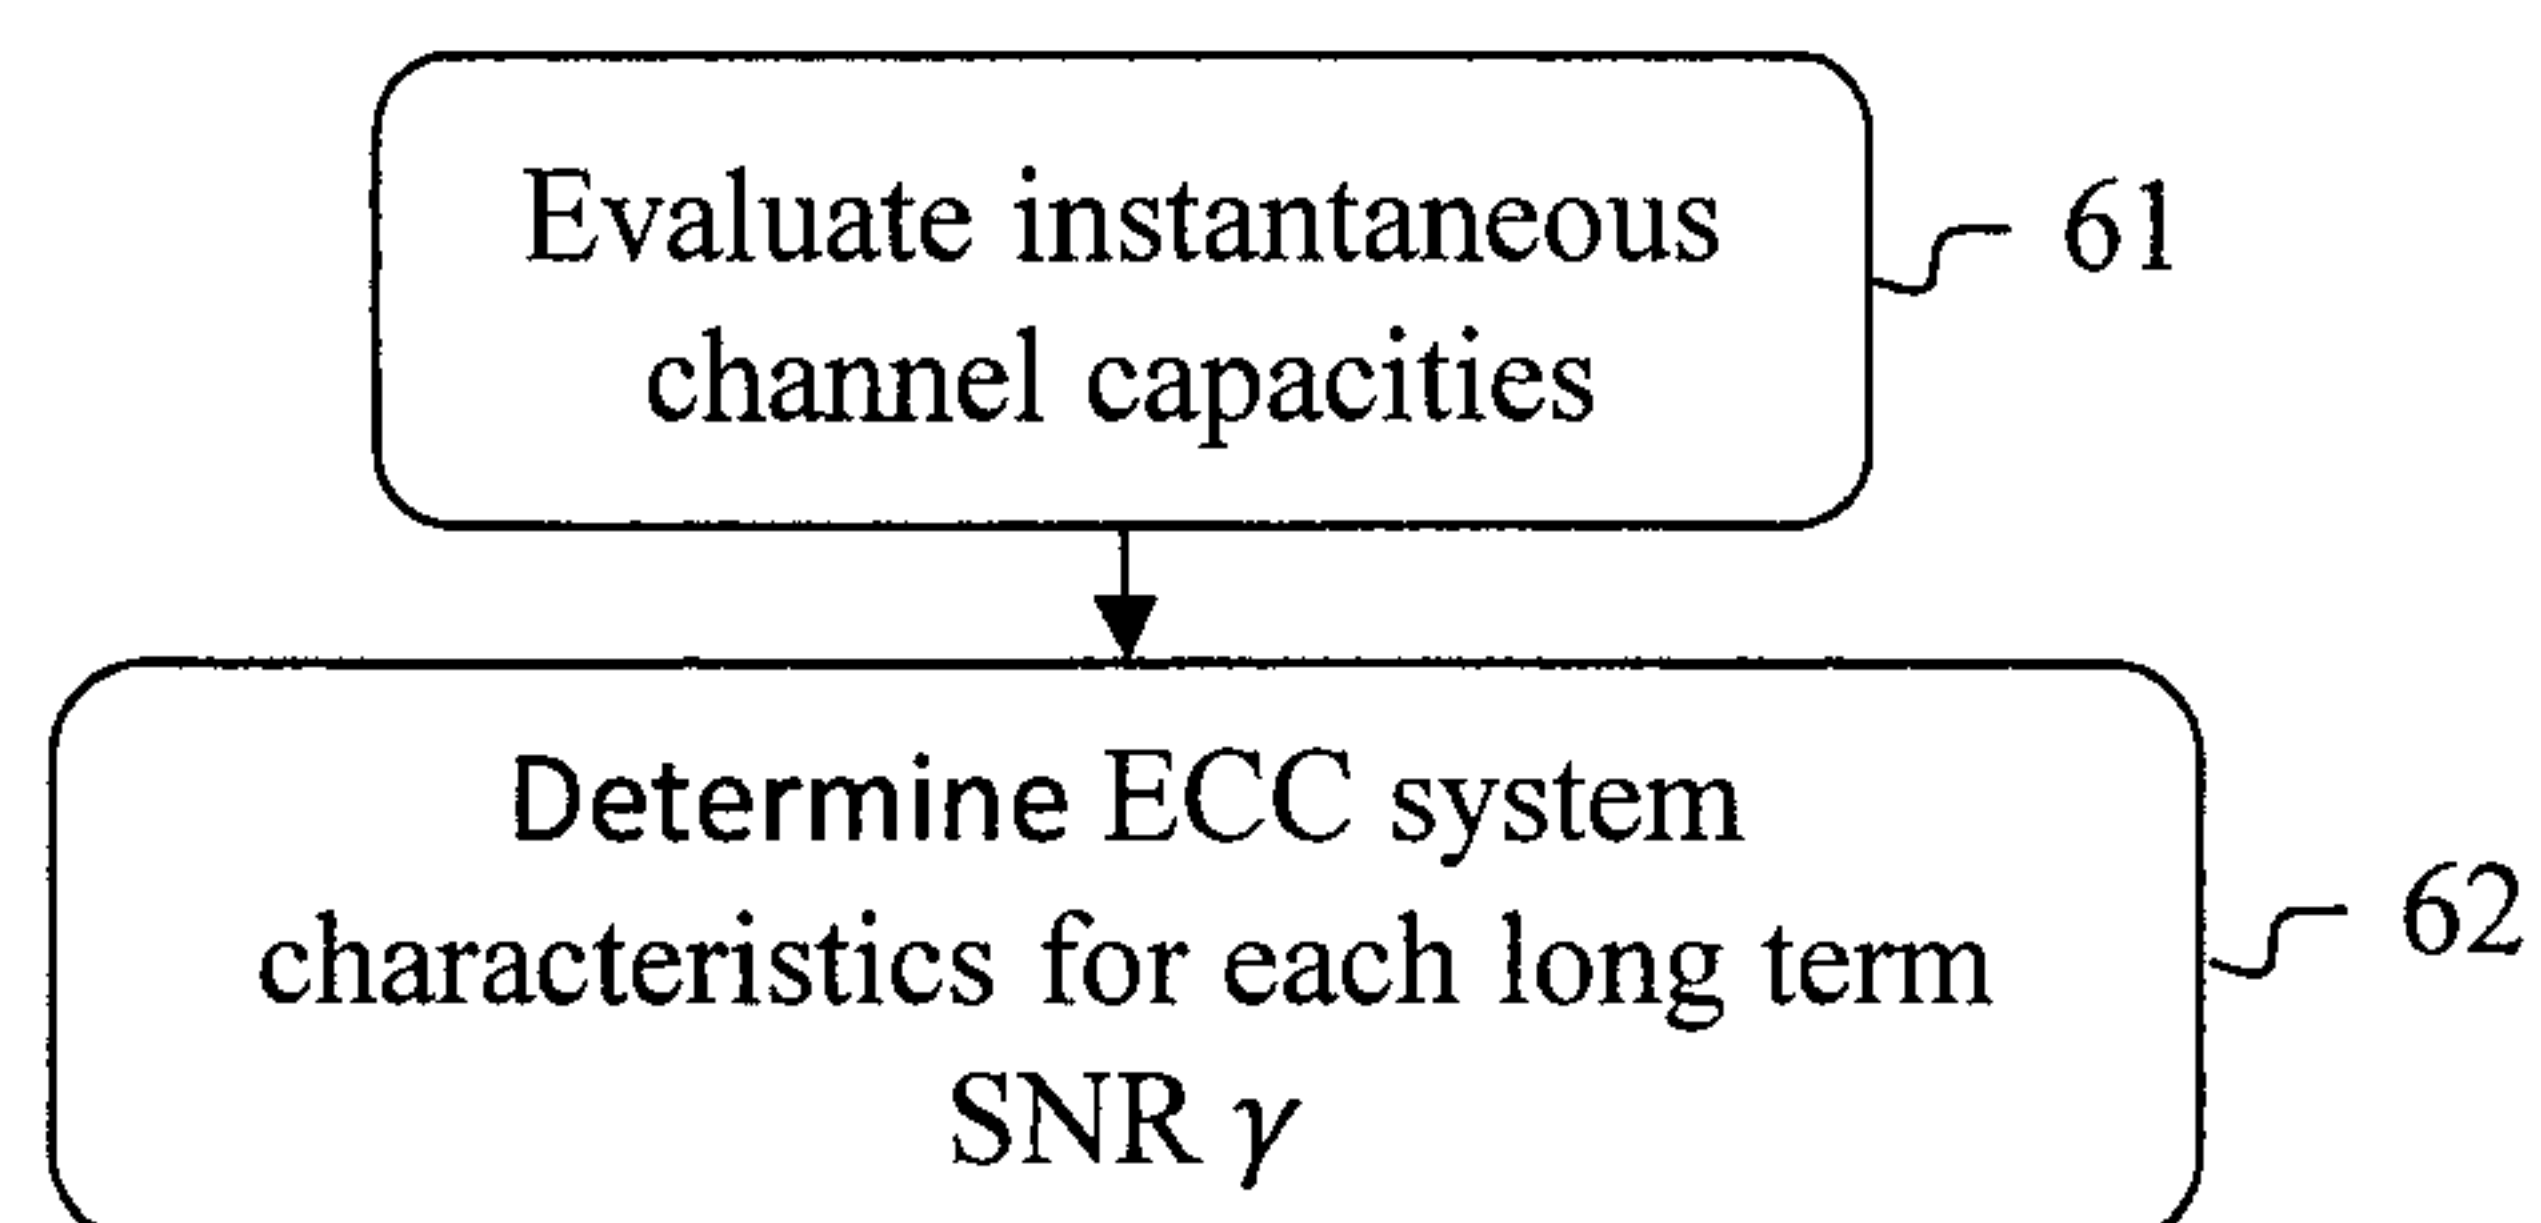 Evaluate instantaneous
channel capacities
61
Determine ECC system
characteristics for each long term
SNR γ
62